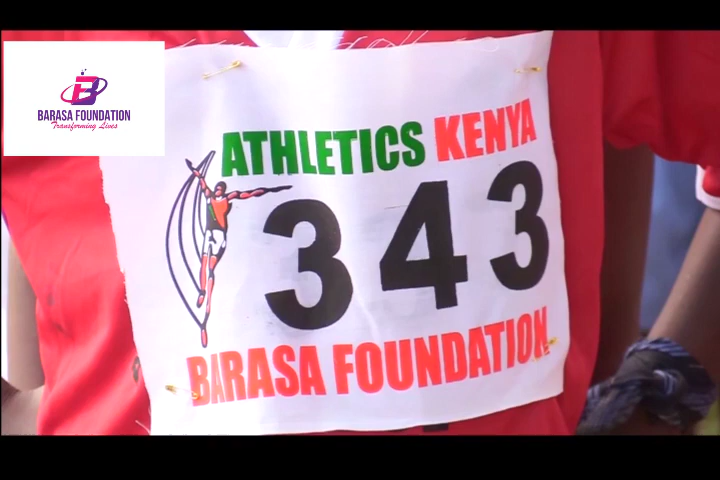 BARASA FOUNDATION
Transforming Lives
ATHLETICS KENYA
343
BARASA FOUNDATION